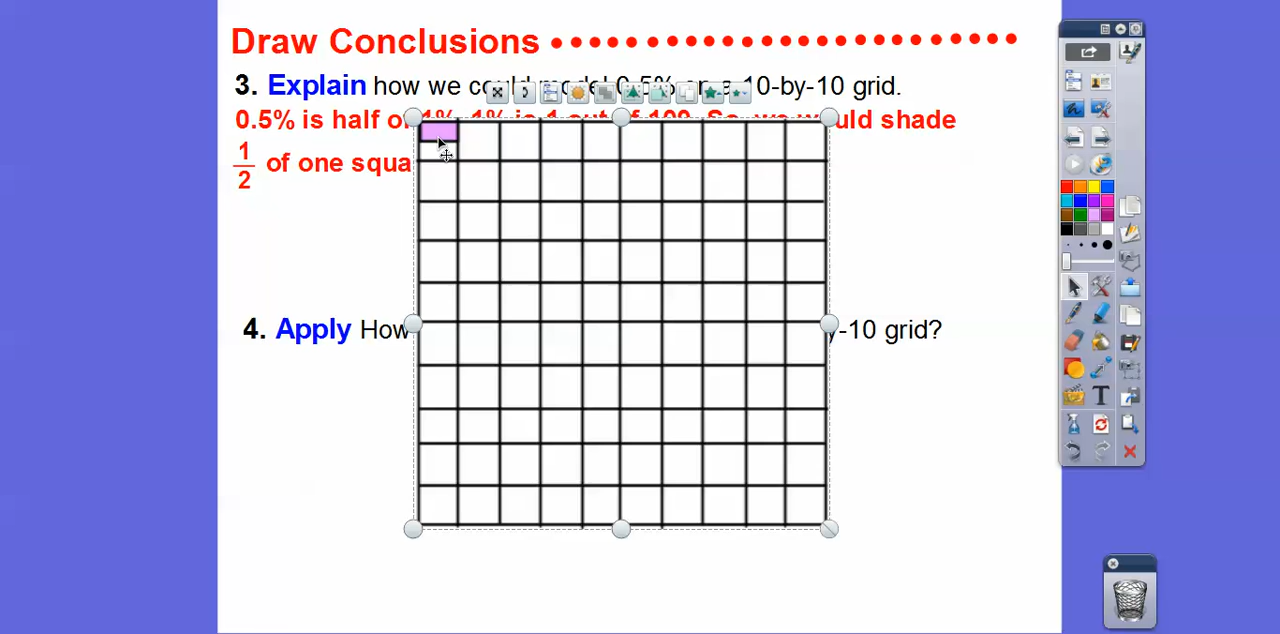 Draw Conclusions
3. Explain how we could model 0.5% on a 10-by-10 grid.
0.5% is half of 1%. 1% is 1 out of 100. So, we would shade
1/2 of one squa
4. Apply How y-10 grid?
T